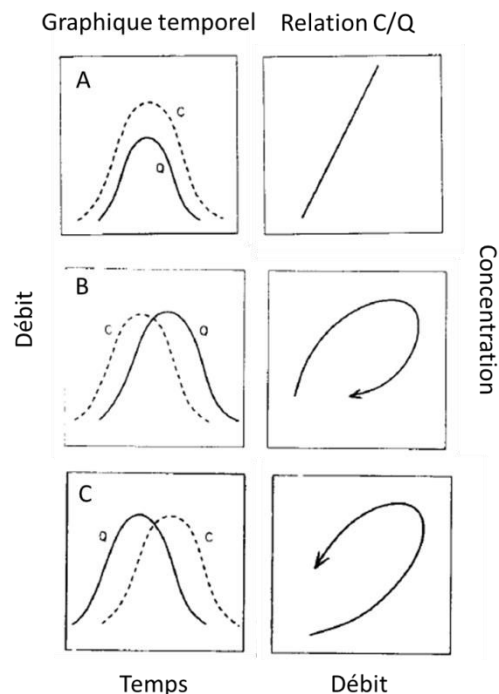 Graphique temporel
Relation C/Q
A
C
Q
B
C
Q
C
Q
C
Débit
Concentration
Temps
Débit